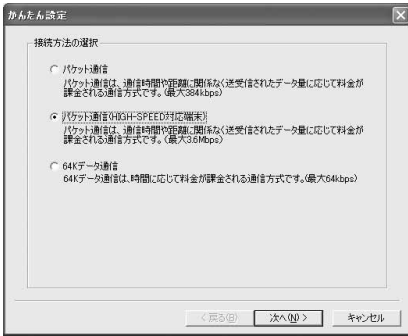 かんたん設定
接続方法の選択
パケット通信
パケット通信は、通信時間や距離に関係なく送受信されたデータ量に応じて料金が
課金される通信方式です。(最大384kbps)
パケット通信(HIGH-SPEED対応端末)
パケット通信は、通信時間や距離に関係なく送受信されたデータ量に応じて料金が
課金される通信方式です。(最大3.6Mbps)
64Kデータ通信
64Kデータ通信は、時間に応じて料金が課金される通信方式です。(最大64kbps)
< 戻る(B) 次へ(N) > キャンセル